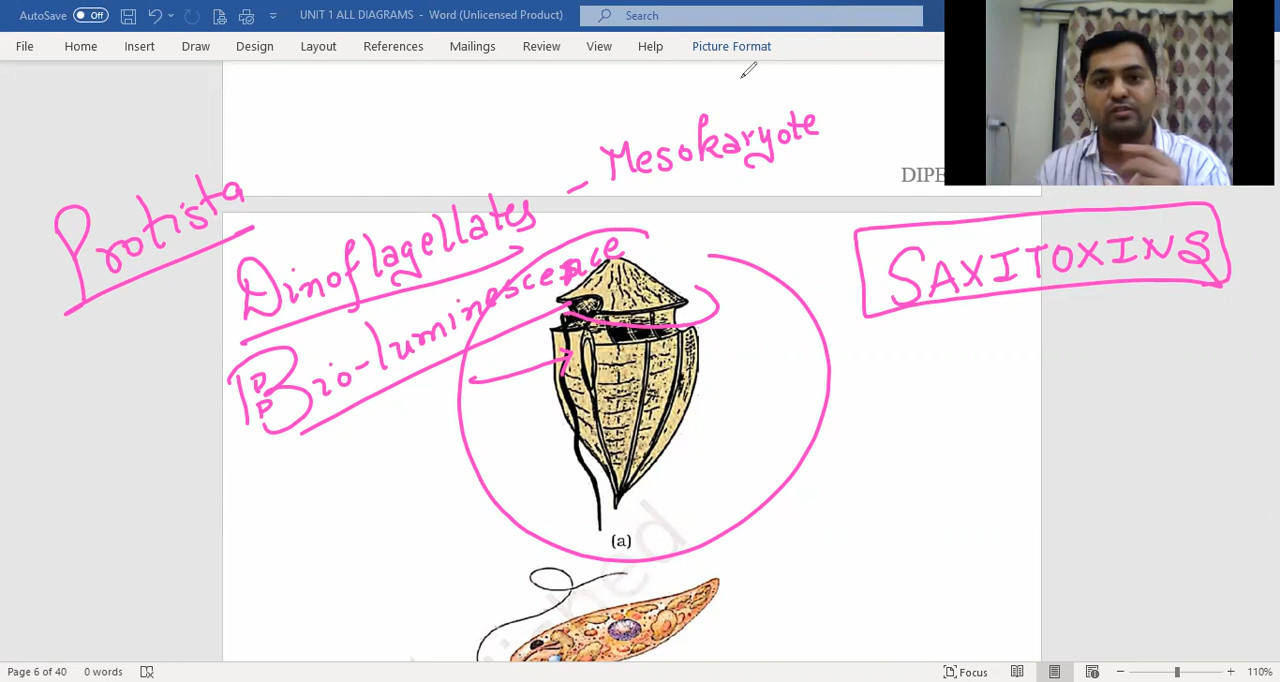 AutoSave Off UNIT 1 ALL DIAGRAMS - Word (Unlicensed Product) Search
File Home Insert Draw Design Layout References Mailings Review View Help Picture Format
Mesokaryote
DIPE
Protista
Dinoflagellates
SAXITOXINS
Bio-luminescence
(a)
shed
Page 6 of 40 0 words Focus 110%